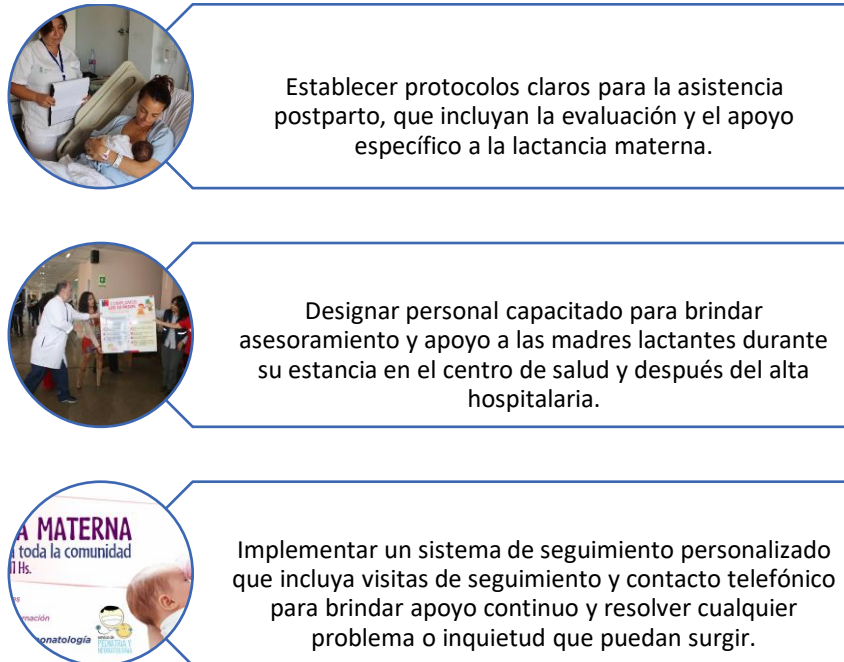 Establecer protocolos claros para la asistencia
postparto, que incluyan la evaluación y el apoyo
específico a la lactancia materna.
Designar personal capacitado para brindar
asesoramiento y apoyo a las madres lactantes durante
su estancia en el centro de salud y después del alta
hospitalaria.
A MATERNA
toda la comunidad
Hs.
onatología
Implementar un sistema de seguimiento personalizado
que incluya visitas de seguimiento y contacto telefónico
para brindar apoyo continuo y resolver cualquier
problema o inquietud que puedan surgir.